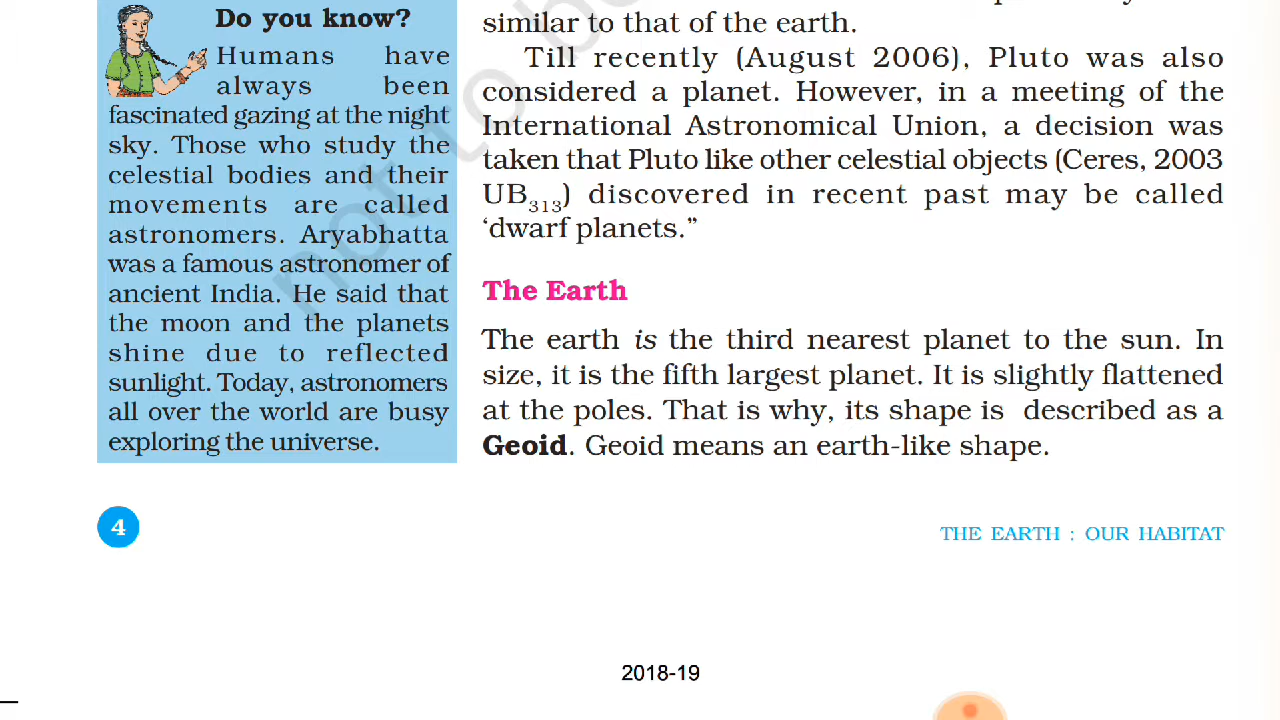 Do you know?
Humans have
always been
fascinated gazing at the night
sky. Those who study the
celestial bodies and their
movements are called
astronomers. Aryabhatta
was a famous astronomer of
ancient India. He said that
the moon and the planets
shine due to reflected
sunlight. Today, astronomers
all over the world are busy
exploring the universe.
similar to that of the earth.
Till recently (August 2006), Pluto was also
considered a planet. However, in a meeting of the
International Astronomical Union, a decision was
taken that Pluto like other celestial objects (Ceres, 2003
UB313) discovered in recent past may be called
‘dwarf planets.”
The Earth
The earth is the third nearest planet to the sun. In
size, it is the fifth largest planet. It is slightly flattened
at the poles. That is why, its shape is described as a
Geoid. Geoid means an earth-like shape.
4
THE EARTH : OUR HABITAT
2018-19
not to be